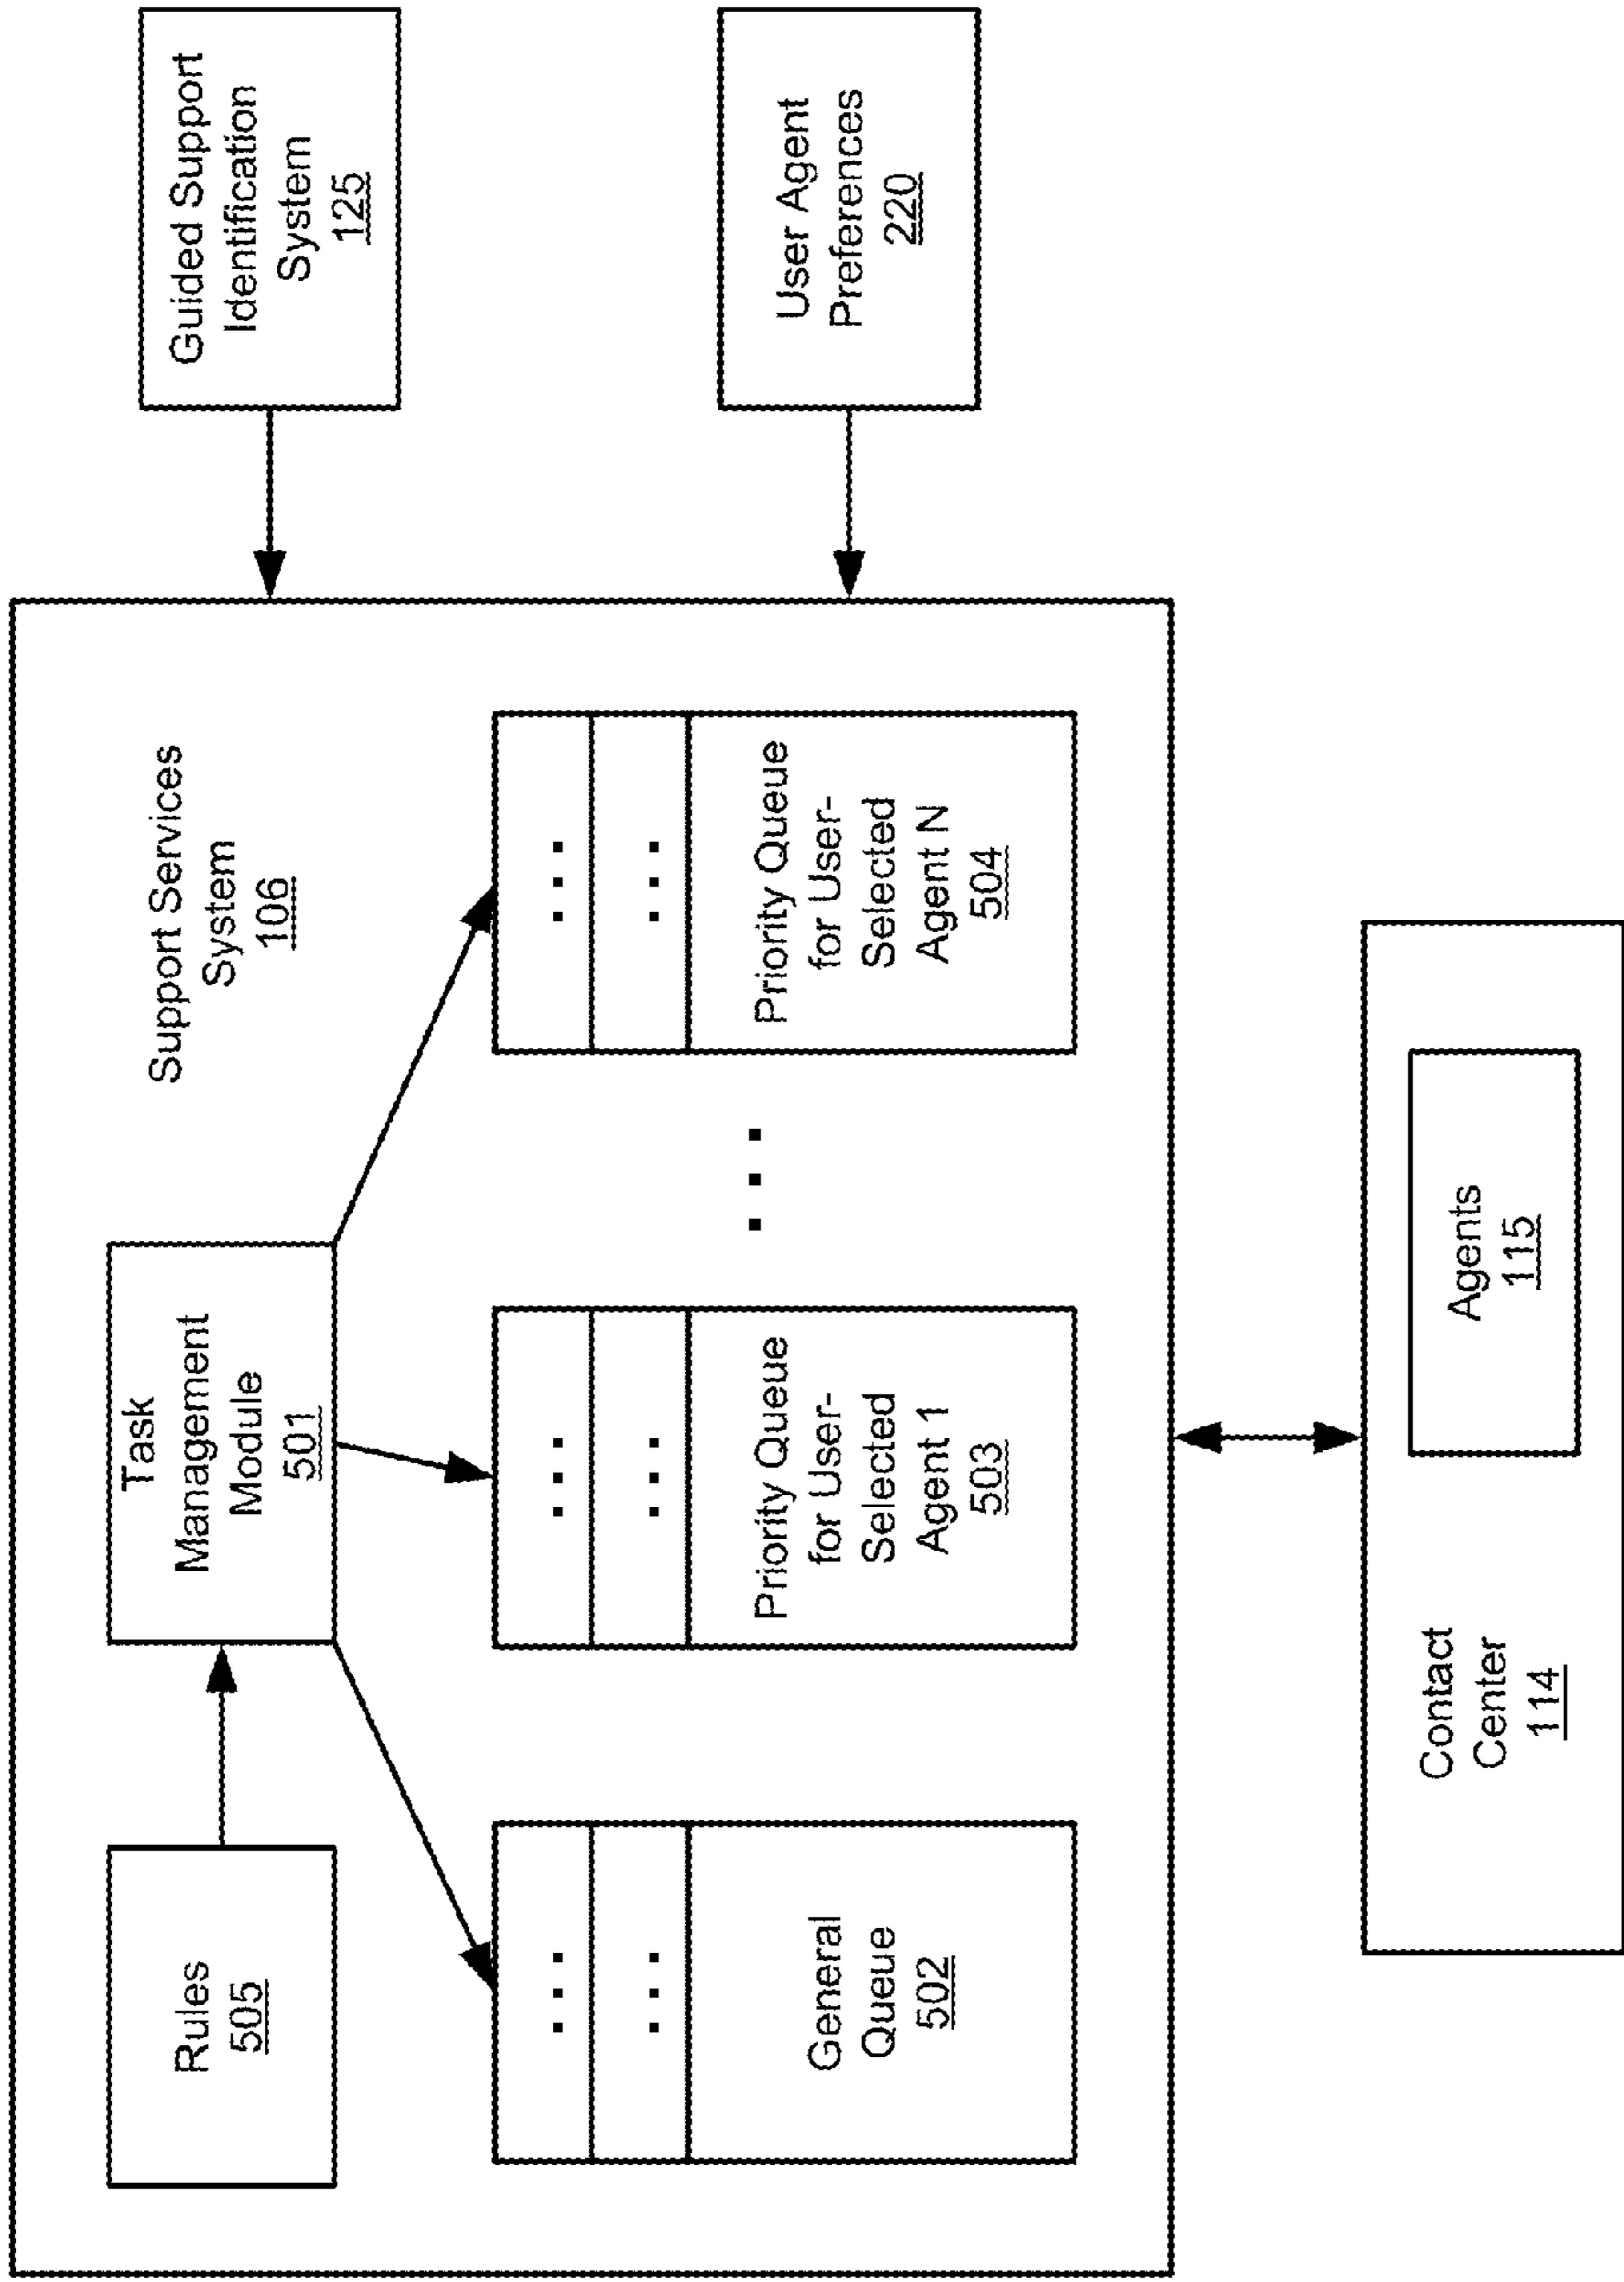 Rules
505
Task
Management
Module
501
Support Services
System
106
Guided Support
Identification
System
125
General
Queue
502
Priority Queue
for User-
Selected
Agent 1
503
Priority Queue
for User-
Selected
Agent N
504
User Agent
Preferences
220
Contact
Center
114
Agents
115